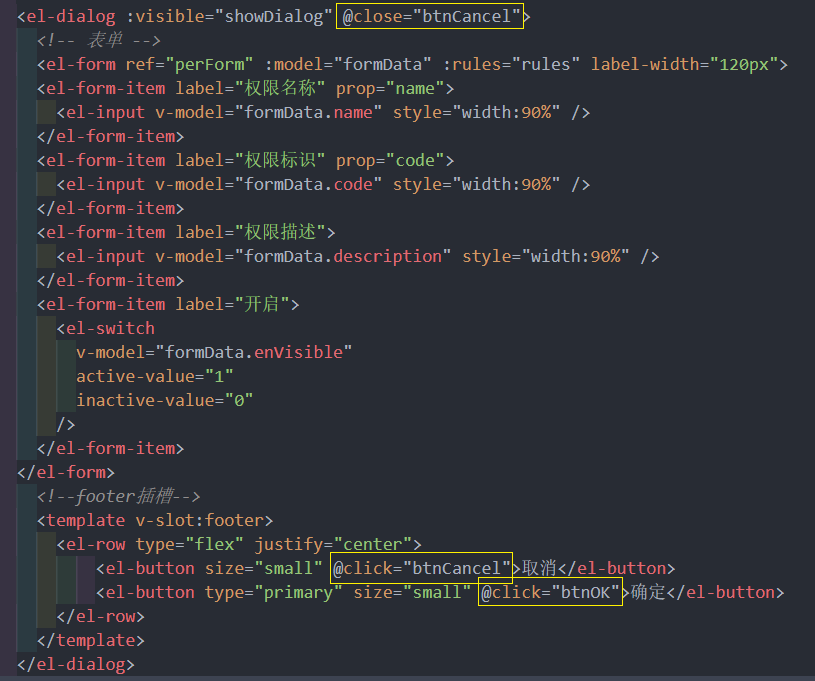 <el-dialog :visible="showDialog" @close="btnCancel">
<!-- 表单 -->
<el-form ref="perForm" :model="formData" :rules="rules" label-width="120px">
<el-form-item label="权限名称" prop="name">
<el-input v-model="formData.name" style="width:90%" />
</el-form-item>
<el-form-item label="权限标识" prop="code">
<el-input v-model="formData.code" style="width:90%" />
</el-form-item>
<el-form-item label="权限描述">
<el-input v-model="formData.description" style="width:90%" />
</el-form-item>
<el-form-item label="开启">
<el-switch
v-model="formData.enVisible"
active-value="1"
inactive-value="0"
/>
</el-form-item>
</el-form>
<!--footer插槽-->
<template v-slot:footer>
<el-row type="flex" justify="center">
<el-button size="small" @click="btnCancel">取消</el-button>
<el-button type="primary" size="small" @click="btnOK">确定</el-button>
</el-row>
</template>
</el-dialog>